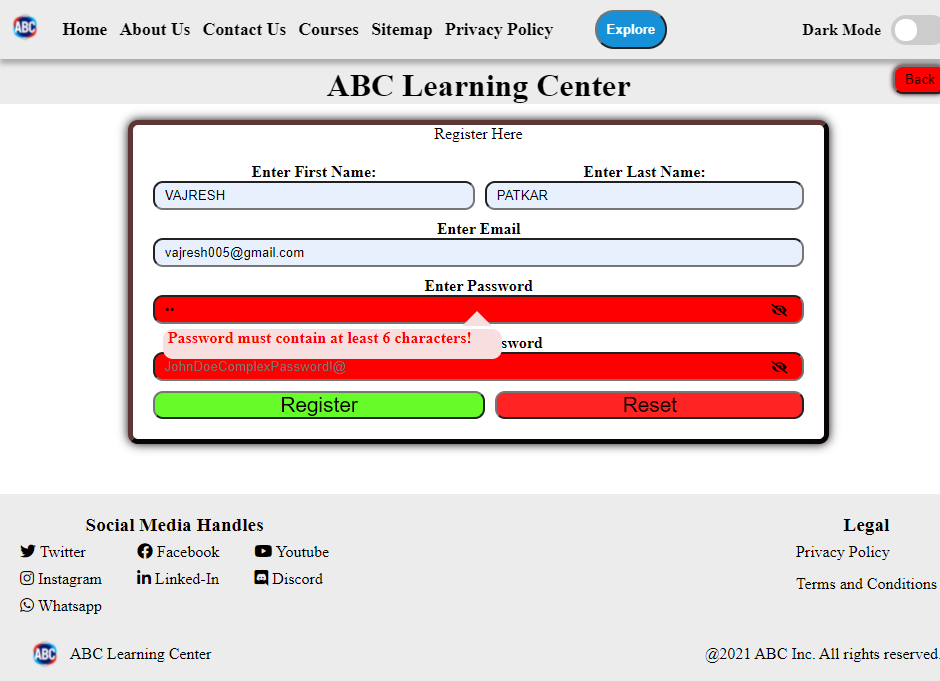 ABC Home About Us Contact Us Courses Sitemap Privacy Policy Explore Dark Mode
Back
ABC Learning Center
Register Here
Enter First Name: Enter Last Name:
VAJRESH PATKAR
Enter Email
vajresh005@gmail.com
Enter Password
••
Password must contain at least 6 characters! ssword
JohnDoeComplexPassword!@
Register Reset
Social Media Handles Legal
Twitter Facebook Youtube Privacy Policy
Instagram Linked-In Discord Terms and Conditions
Whatsapp
ABC ABC Learning Center @2021 ABC Inc. All rights reserved.